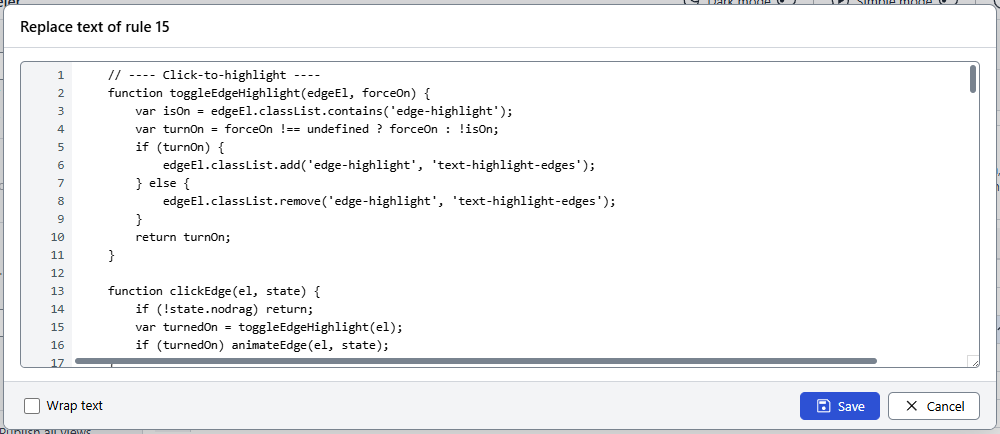 Dark mode
Simple mode
Replace text of rule 15
1 // ---- Click-to-highlight ----
2 function toggleEdgeHighlight(edgeEl, forceOn) {
3 var isOn = edgeEl.classList.contains('edge-highlight');
4 var turnOn = forceOn !== undefined ? forceOn : !isOn;
5 if (turnOn) {
6 edgeEl.classList.add('edge-highlight', 'text-highlight-edges');
7 } else {
8 edgeEl.classList.remove('edge-highlight', 'text-highlight-edges');
9 }
10 return turnOn;
11 }
12
13 function clickEdge(el, state) {
14 if (!state.nodrag) return;
15 var turnedOn = toggleEdgeHighlight(el);
16 if (turnedOn) animateEdge(el, state);
17
Wrap text
Save
Cancel
Publish all views